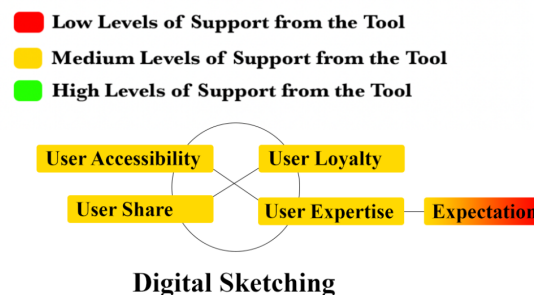 Low Levels of Support from the Tool
Medium Levels of Support from the Tool
High Levels of Support from the Tool
User Accessibility
User Loyalty
User Share
User Expertise
Expectation
Digital Sketching